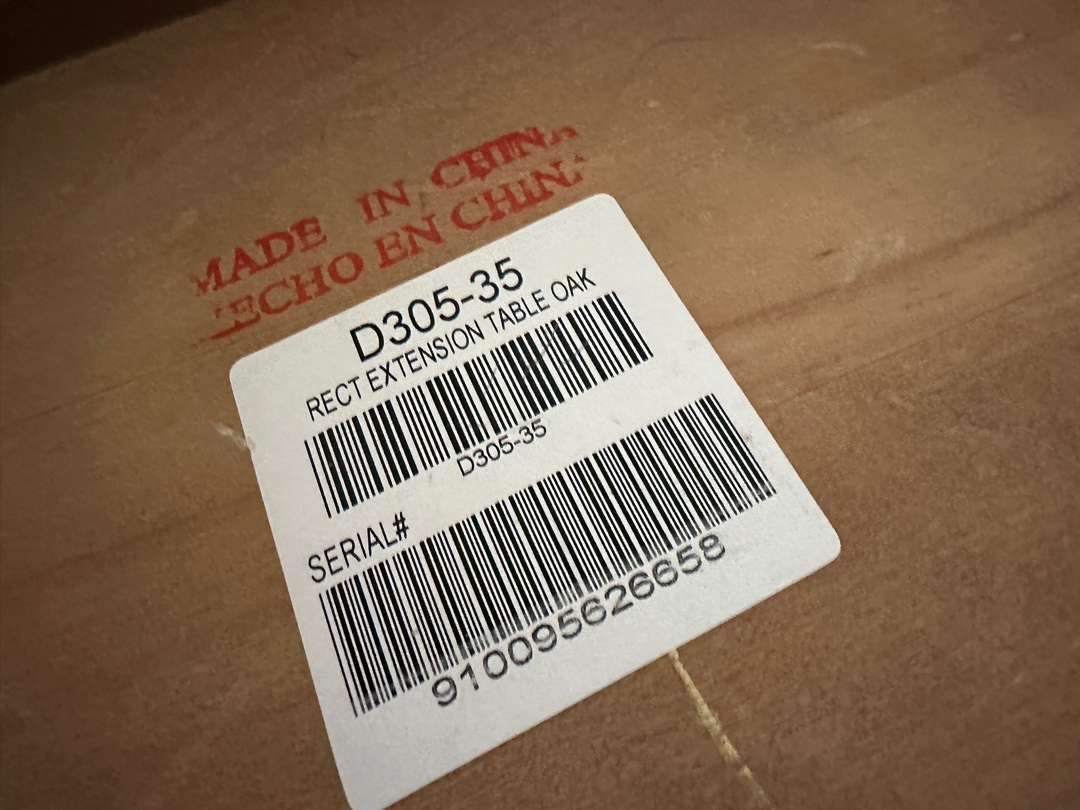 MADE IN CHINA
HECHO EN CHINA
D305-35
RECT EXTENSION TABLE OAK
D305-35
SERIAL#
910095626658